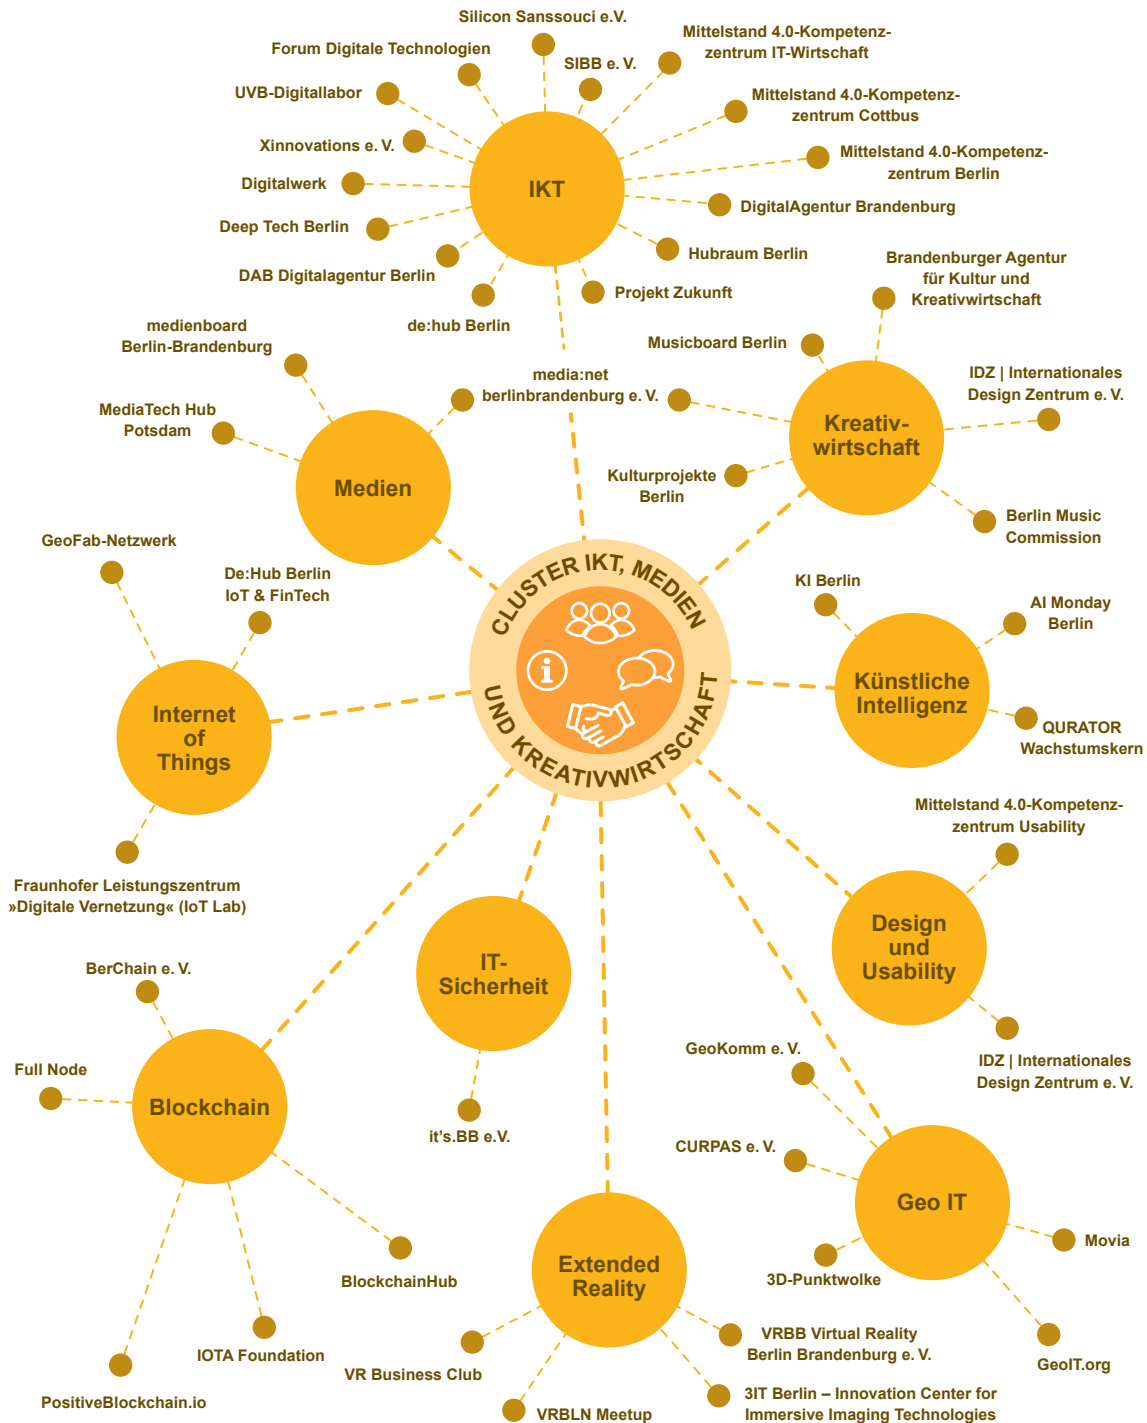 Silicon Sanssouci e.V.
Forum Digitale Technologien
SIBB e. V.
Mittelstand 4.0-Kompetenz-
zentrum IT-Wirtschaft
UVB-Digitallabor
Mittelstand 4.0-Kompetenz-
zentrum Cottbus
Xinnovations e. V.
Mittelstand 4.0-Kompetenz-
zentrum Berlin
Digitalwerk
IKT
DigitalAgentur Brandenburg
Deep Tech Berlin
Hubraum Berlin
DAB Digitalagentur Berlin
Projekt Zukunft
de:hub Berlin
Brandenburger Agentur
für Kultur und
Kreativwirtschaft
medienboard
Berlin-Brandenburg
Musicboard Berlin
media:net
berlinbrandenburg e. V.
IDZ | Internationales
Design Zentrum e. V.
MediaTech Hub
Potsdam
Kreativ-
wirtschaft
Medien
Kulturprojekte
Berlin
Berlin Music
Commission
GeoFab-Netzwerk
De:Hub Berlin
IoT & FinTech
CLUSTER IKT, MEDIEN
UND KREATIVWIRTSCHAFT
KI Berlin
AI Monday
Berlin
Künstliche
Intelligenz
QURATOR
Wachstumskern
Internet
of
Things
Fraunhofer Leistungszentrum
»Digitale Vernetzung« (IoT Lab)
Mittelstand 4.0-Kompetenz-
zentrum Usability
Design
und
Usability
IDZ | Internationales
Design Zentrum e. V.
IT-
Sicherheit
it’s.BB e.V.
BerChain e. V.
Full Node
Blockchain
BlockchainHub
IOTA Foundation
PositiveBlockchain.io
GeoKomm e. V.
CURPAS e. V.
Geo IT
Movia
3D-Punktwolke
GeoIT.org
Extended
Reality
VR Business Club
VRBB Virtual Reality
Berlin Brandenburg e. V.
VRBLN Meetup
3IT Berlin – Innovation Center for
Immersive Imaging Technologies